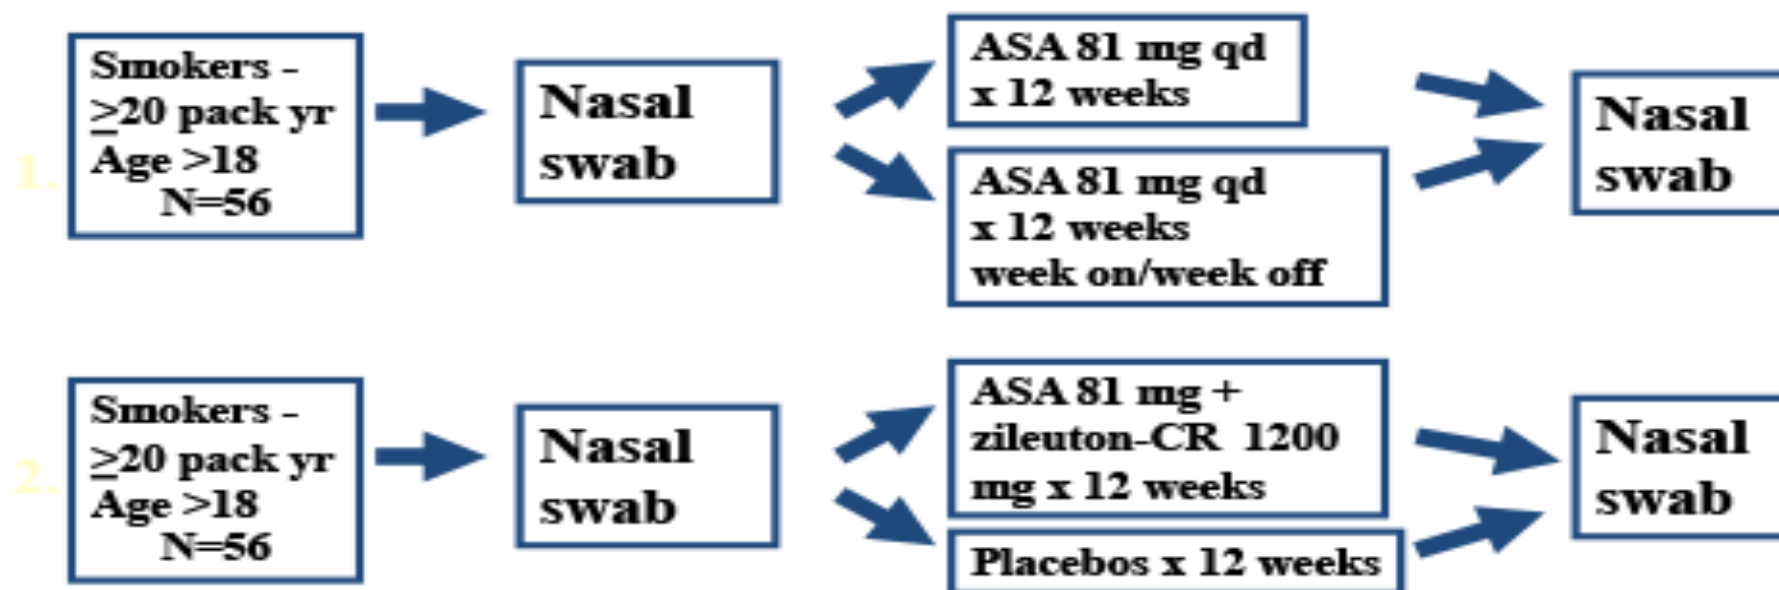 1.
Smokers -
≥20 pack yr
Age >18
N=56
Nasal
swab
ASA 81 mg qd
x 12 weeks
ASA 81 mg qd
x 12 weeks
week on/week off
Nasal
swab
2.
Smokers -
≥20 pack yr
Age >18
N=56
Nasal
swab
ASA 81 mg +
zileuton-CR 1200
mg x 12 weeks
Placebos x 12 weeks
Nasal
swab